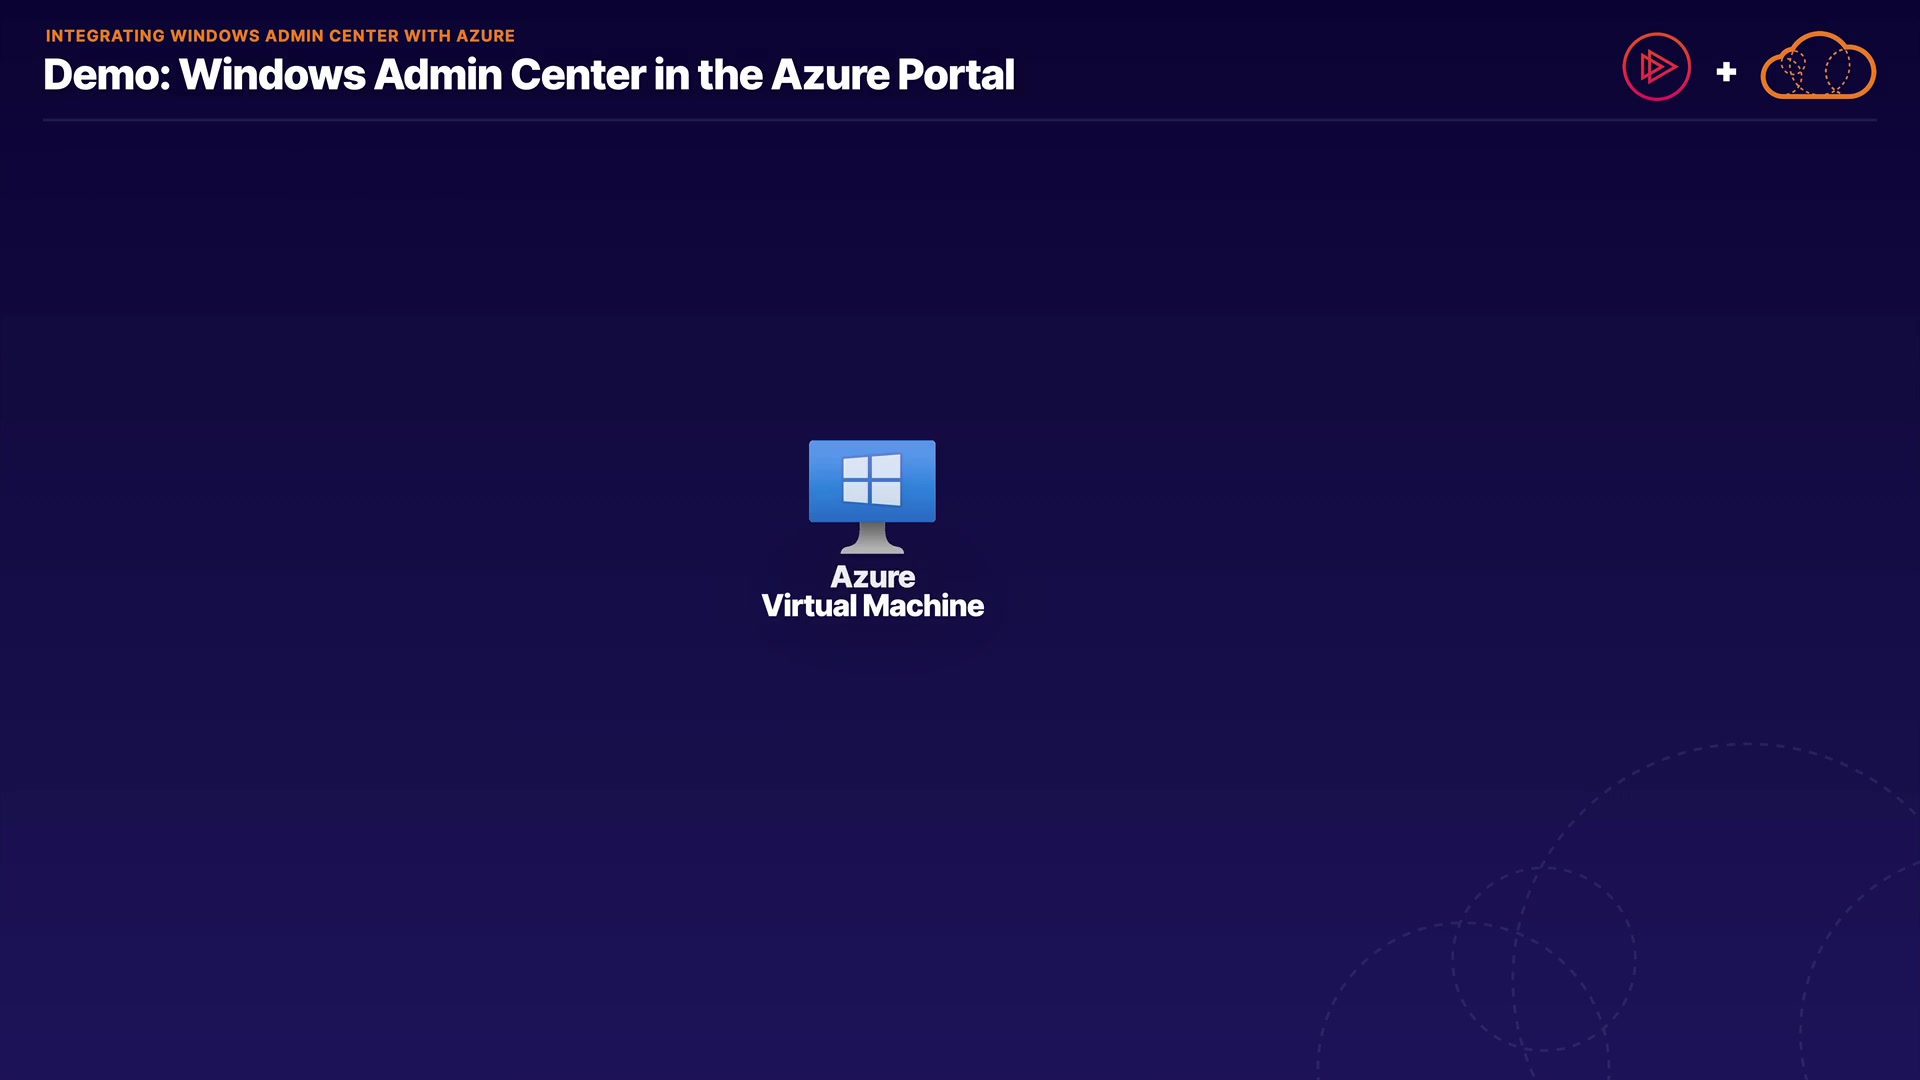 INTEGRATING WINDOWS ADMIN CENTER WITH AZURE
Demo: Windows Admin Center in the Azure Portal
+
Azure
Virtual Machine